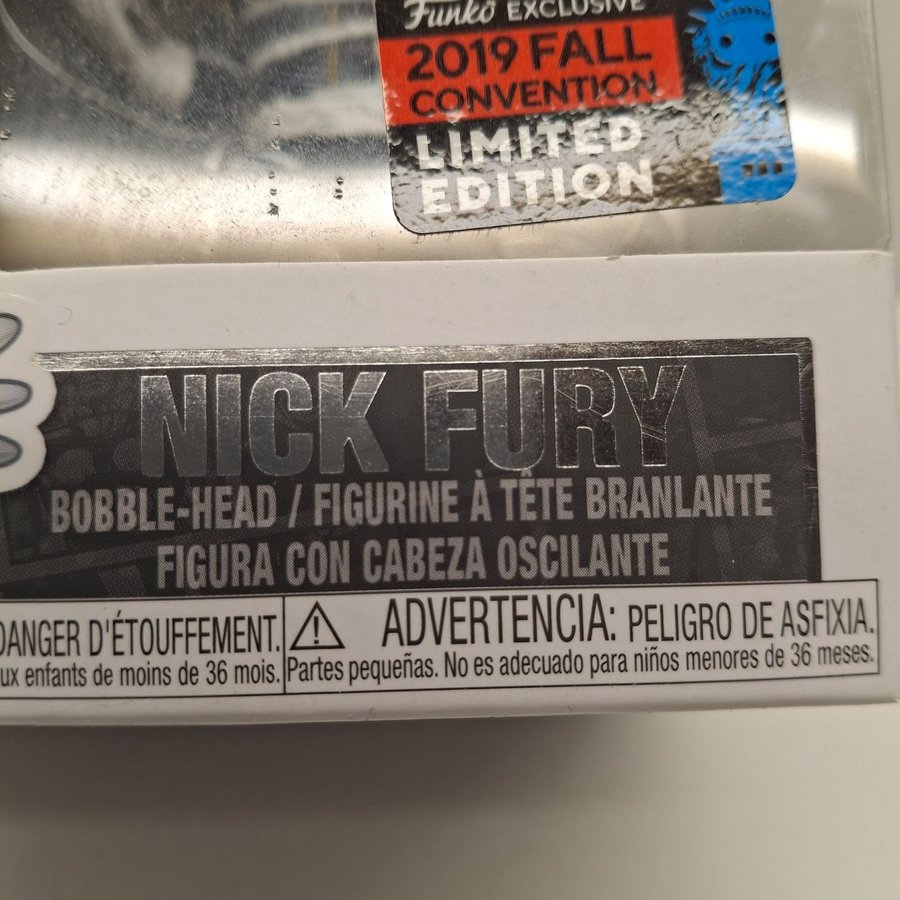 Funko EXCLUSIVE
2019 FALL
CONVENTION
LIMITED
EDITION
NICK FURY
BOBBLE-HEAD / FIGURINE À TÊTE BRANLANTE
FIGURA CON CABEZA OSCILANTE
DANGER D'ÉTOUFFEMENT.
ux enfants de moins de 36 mois.
ADVERTENCIA: PELIGRO DE ASFIXIA.
Partes pequeñas. No es adecuado para niños menores de 36 meses.